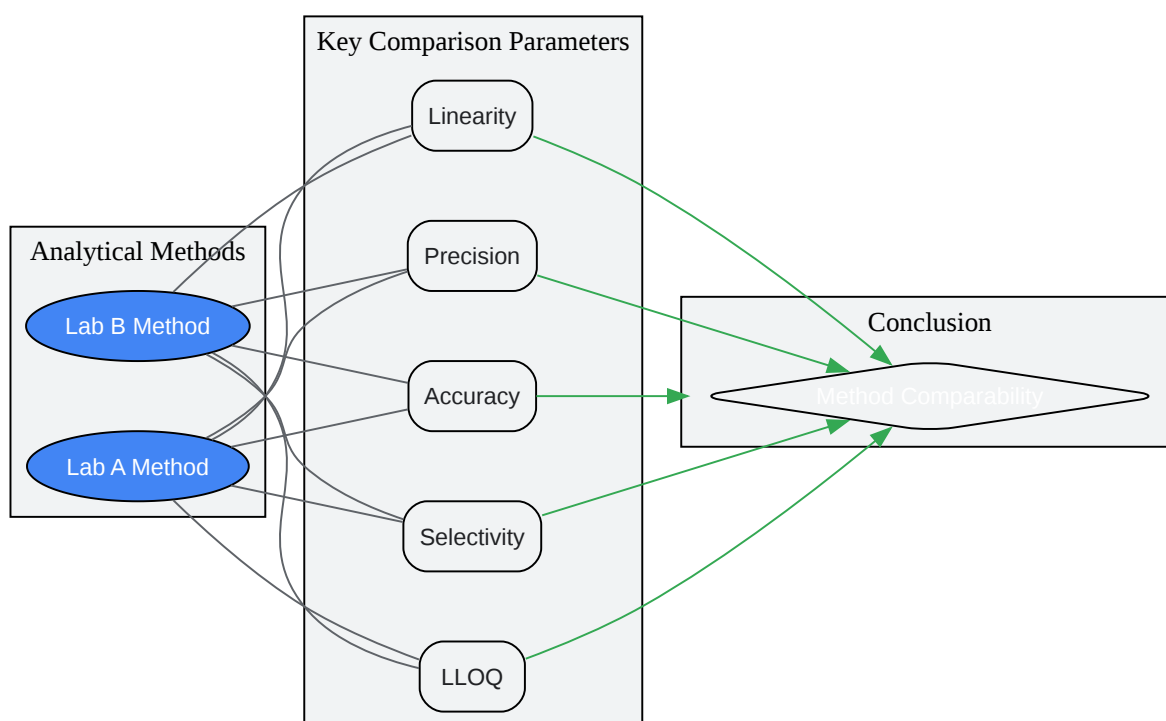 Analytical Methods
Lab B Method
Lab A Method
Key Comparison Parameters
Linearity
Precision
Accuracy
Selectivity
LLOQ
Conclusion
Method Comparability